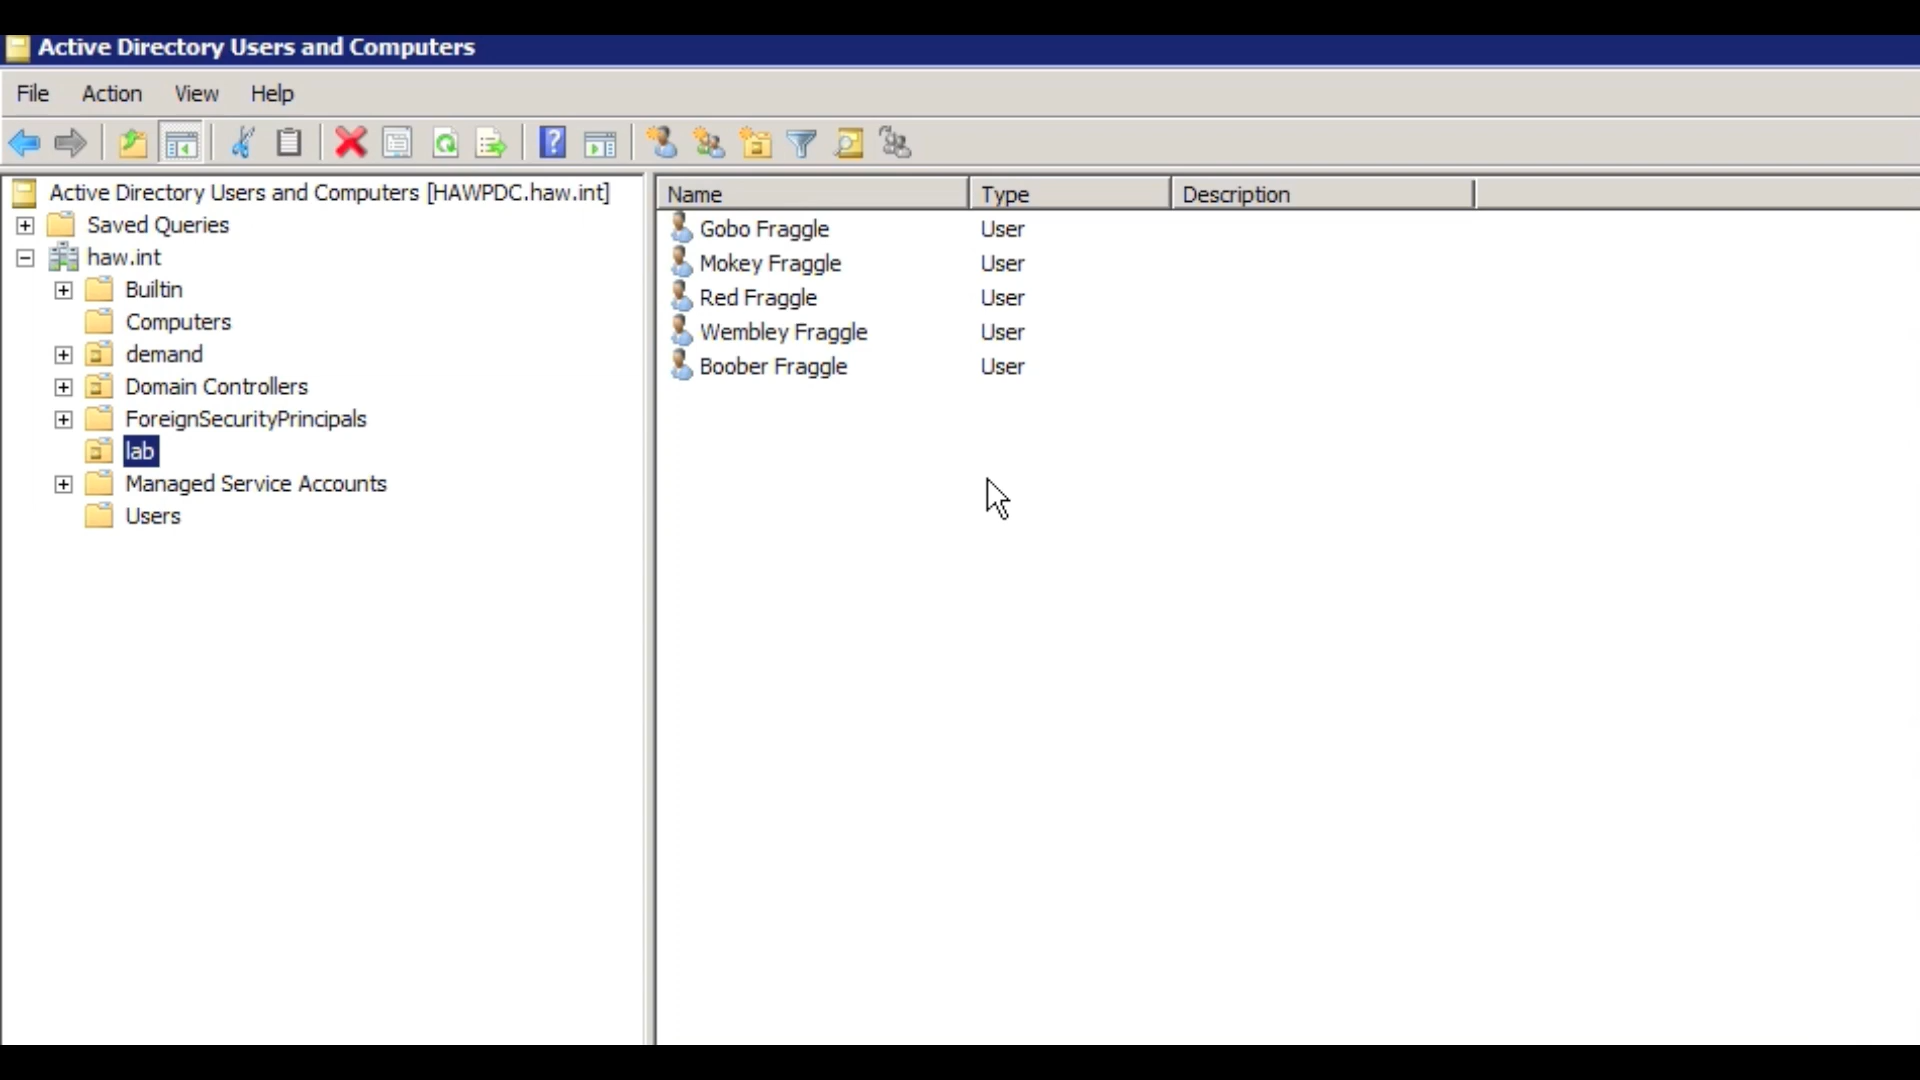 Active Directory Users and Computers
File Action View Help
Active Directory Users and Computers [HAWPDC.haw.int]
Saved Queries
haw.int
Builtin
Computers
demand
Domain Controllers
ForeignSecurityPrincipals
lab
Managed Service Accounts
Users
Name Type Description
Gobo Fraggle User
Mokey Fraggle User
Red Fraggle User
Wembley Fraggle User
Boober Fraggle User